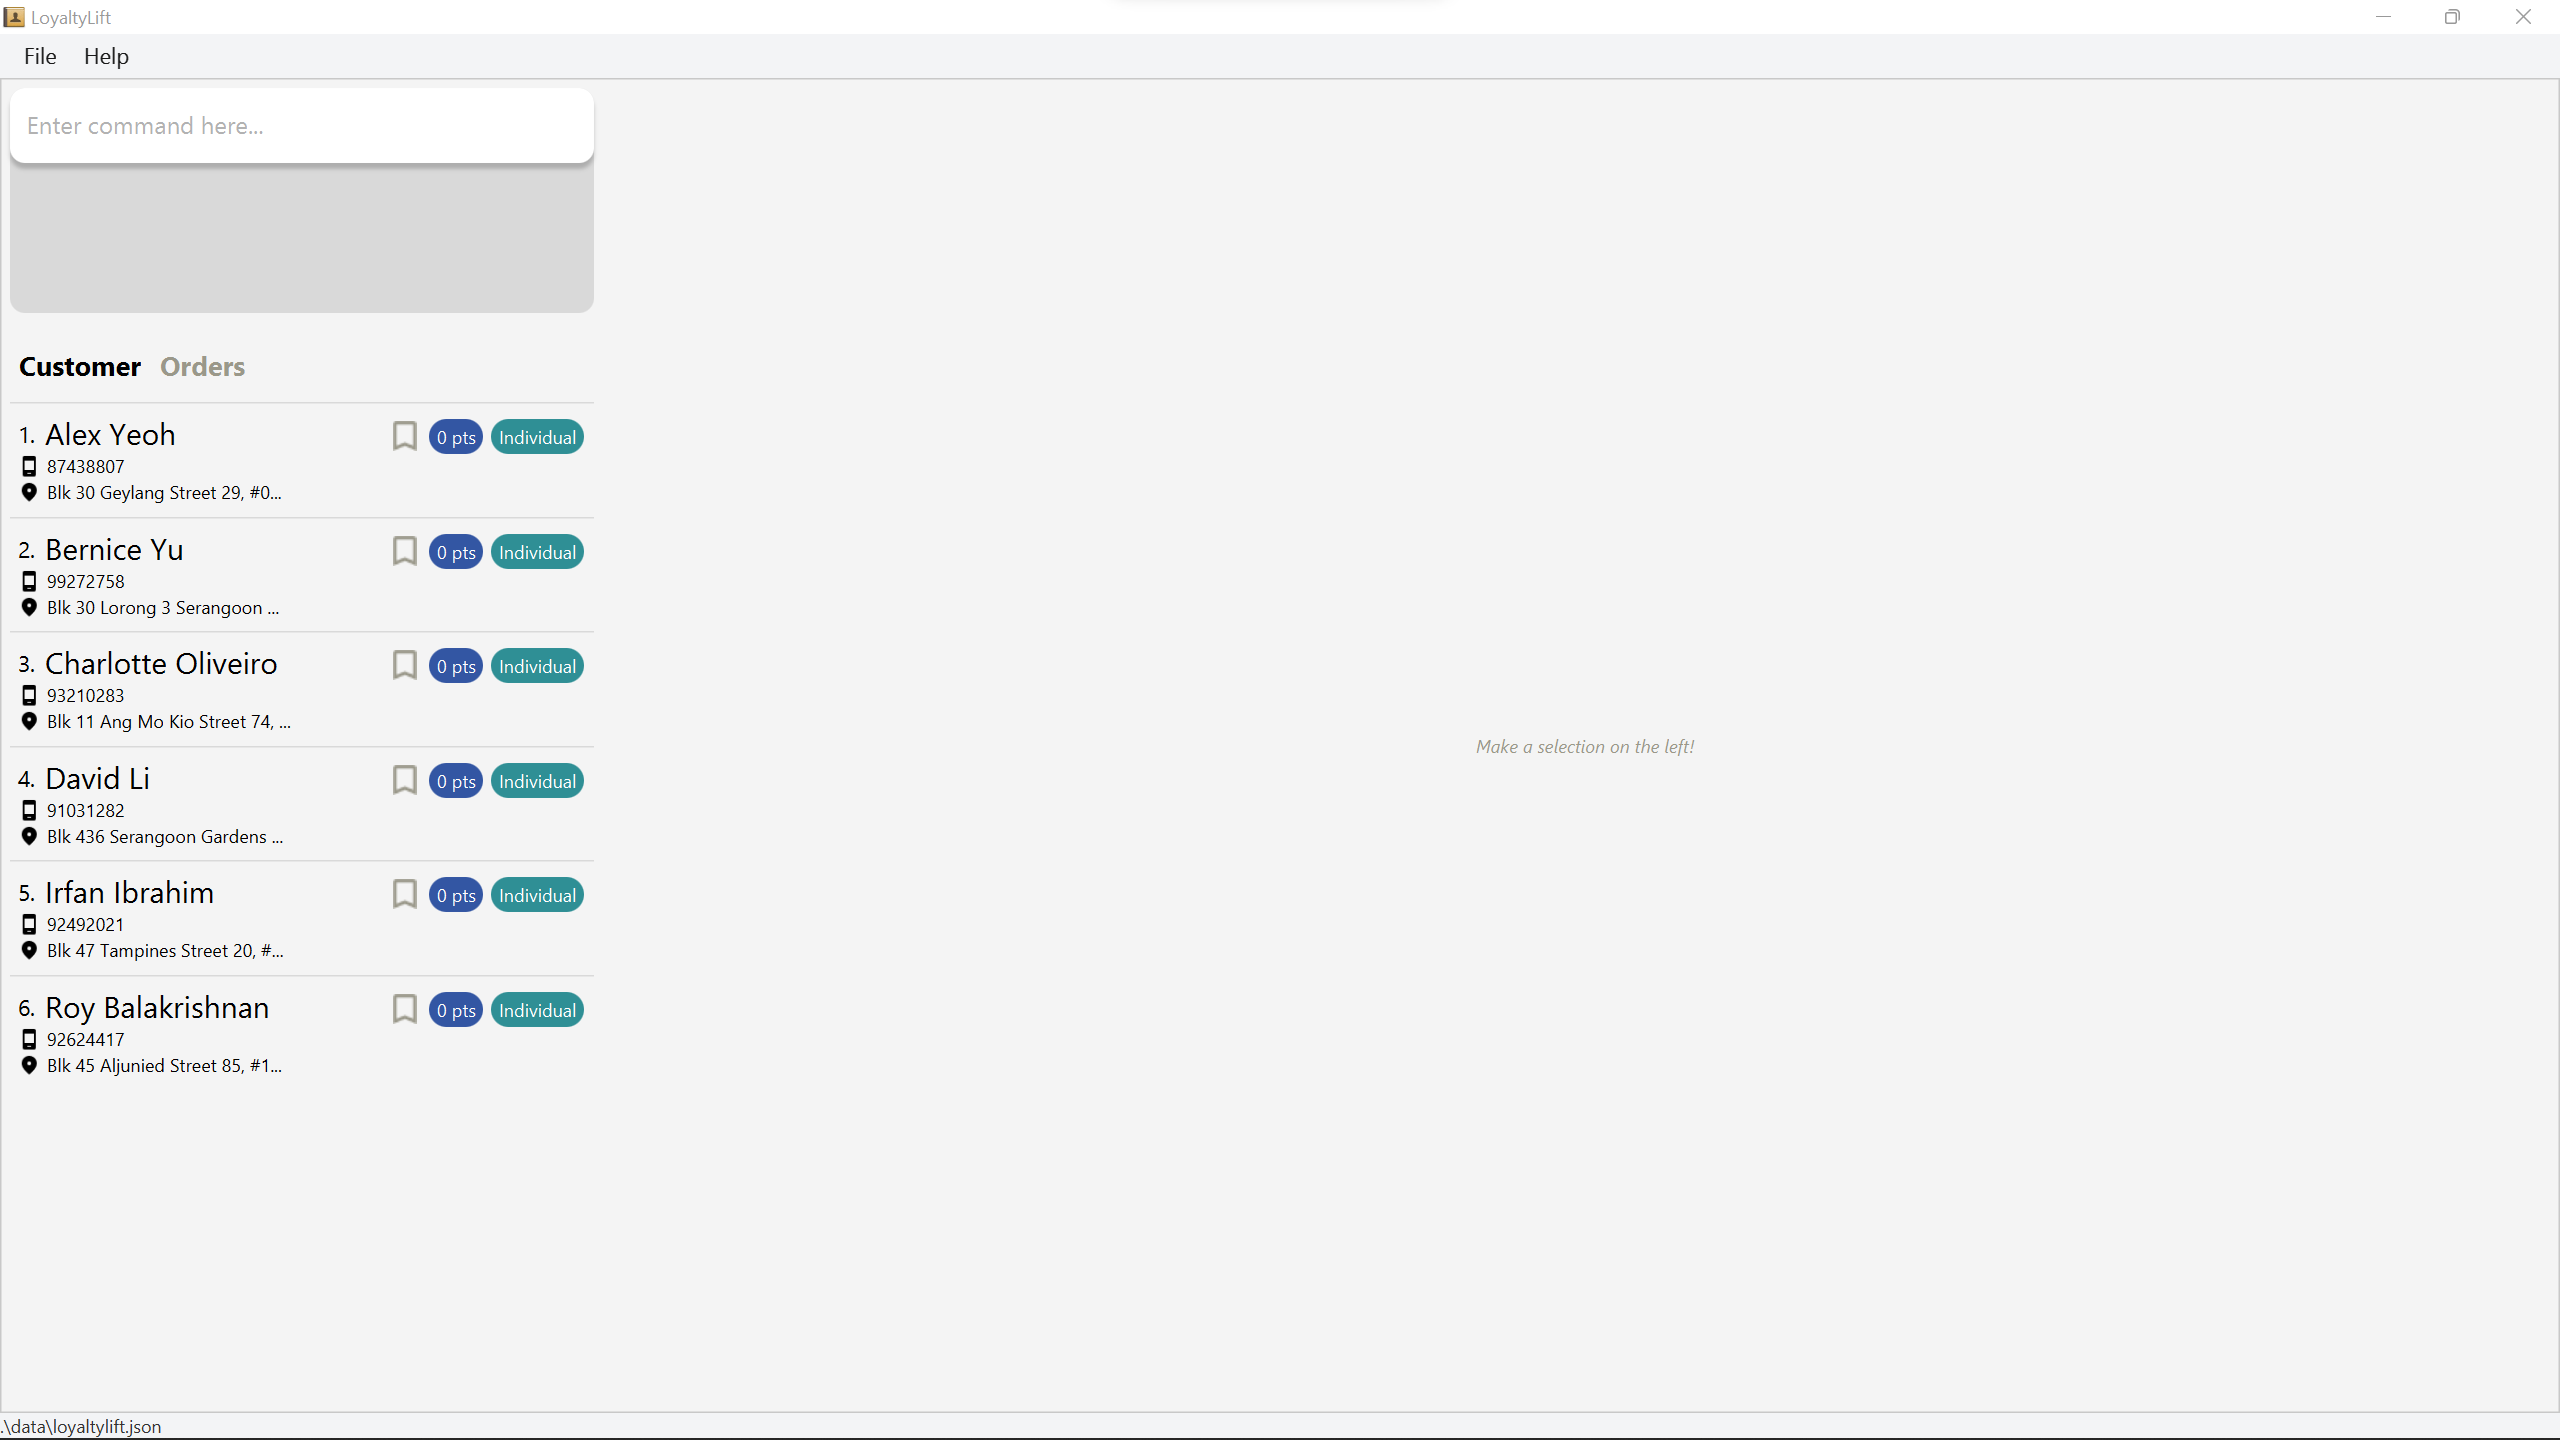 LoyaltyLift
File Help
Enter command here...
Customer Orders
1. Alex Yeoh 0 pts Individual
87438807
Blk 30 Geylang Street 29, #0...
2. Bernice Yu 0 pts Individual
99272758
Blk 30 Lorong 3 Serangoon ...
3. Charlotte Oliveiro 0 pts Individual
93210283
Blk 11 Ang Mo Kio Street 74, ...
4. David Li 0 pts Individual
91031282
Blk 436 Serangoon Gardens ...
5. Irfan Ibrahim 0 pts Individual
92492021
Blk 47 Tampines Street 20, #...
6. Roy Balakrishnan 0 pts Individual
92624417
Blk 45 Aljunied Street 85, #1...
Make a selection on the left!
.\data\loyaltylift.json